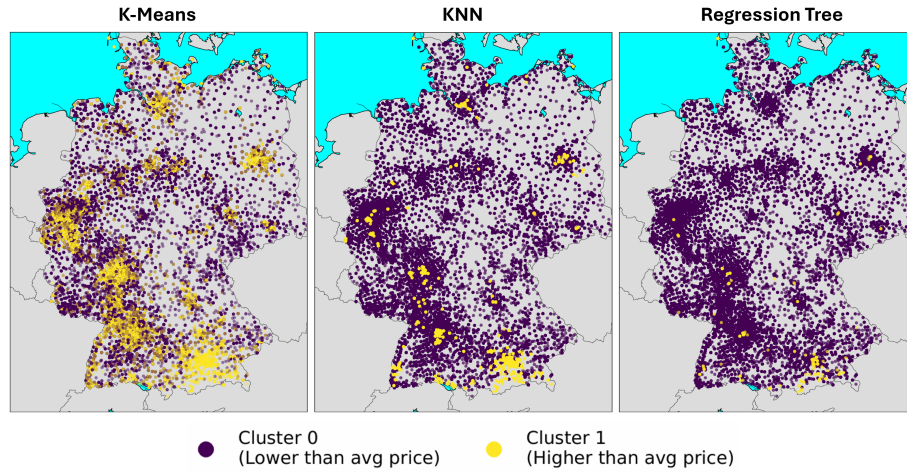 K-Means
KNN
Regression Tree
Cluster 0
(Lower than avg price)
Cluster 1
(Higher than avg price)